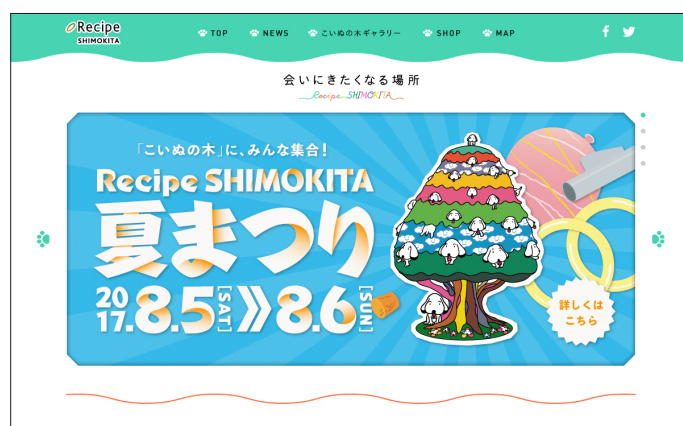 Recipe
SHIMOKITA
TOP
NEWS
こいぬの木ギャラリー
SHOP
MAP
会いにきたくなる場所
Recipe SHIMOKITA
「こいぬの木」に、みんな集合!
Recipe SHIMOKITA
夏まつり
2017.8.5[SAT]》8.6[SUN]
詳しくは
こちら